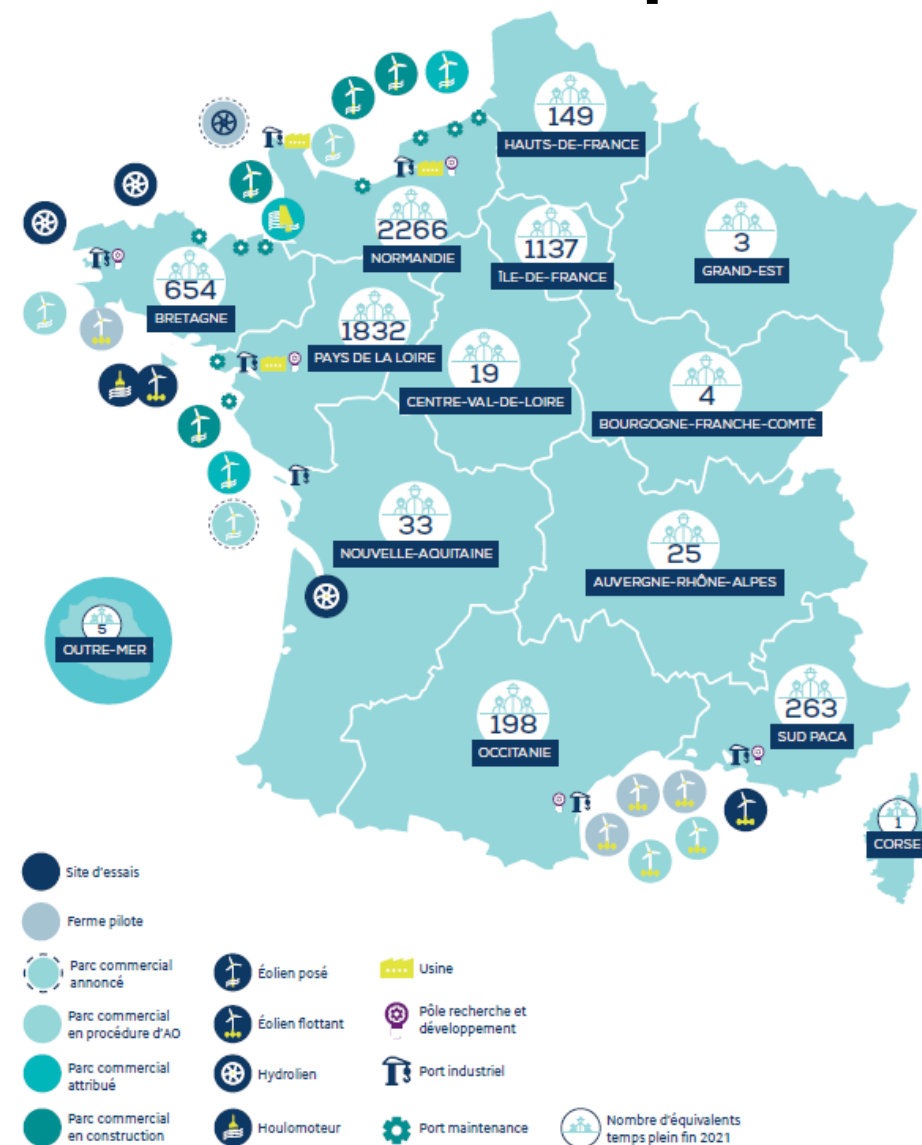 149
HAUTS-DE-FRANCE
2266
NORMANDIE
1137
ÎLE-DE-FRANCE
3
GRAND-EST
654
BRETAGNE
1832
PAYS DE LA LOIRE
19
CENTRE-VAL-DE-LOIRE
4
BOURGOGNE-FRANCHE-COMTÉ
33
NOUVELLE-AQUITAINE
25
AUVERGNE-RHÔNE-ALPES
5
OUTRE-MER
198
OCCITANIE
263
SUD PACA
1
CORSE
Site d'essais
Ferme pilote
Parc commercial
annoncé
Parc commercial
en procédure d'AO
Parc commercial
attribué
Parc commercial
en construction
Éolien posé
Éolien flottant
Hydrolien
Houlomoteur
Usine
Pôle recherche et
développement
Port industriel
Port maintenance
Nombre d'équivalents
temps plein fin 2021